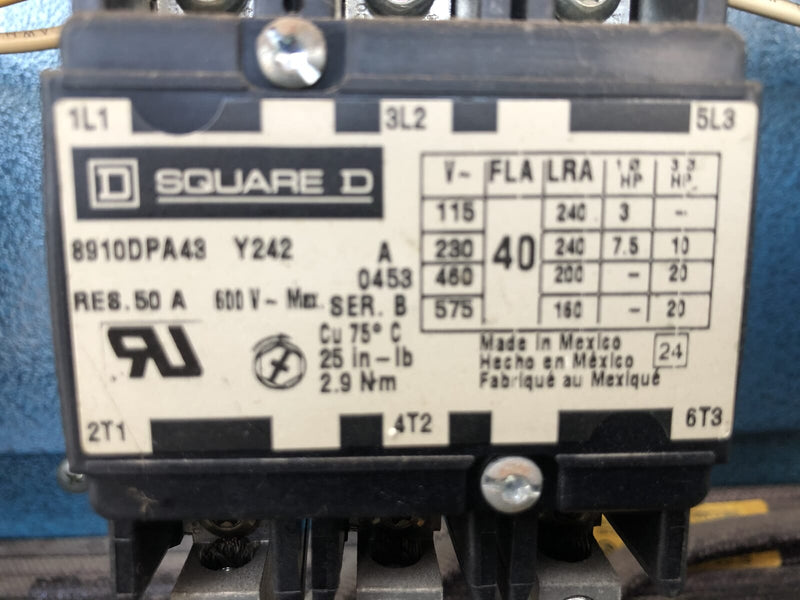 1L1 3L2 5L3
D SQUARE D
V~ FLA LRA 1Ø HP 3Ø HP
115 40 240 3 -
230 240 7.5 10
460 200 - 20
575 160 - 20
8910DPA43 Y242 A
0453
RES. 50 A 600 V~ Max. SER. B
Cu 75° C
25 in-lb
2.9 N·m
Made in Mexico
Hecho en México 24
Fabriqué au Mexique
2T1 4T2 6T3